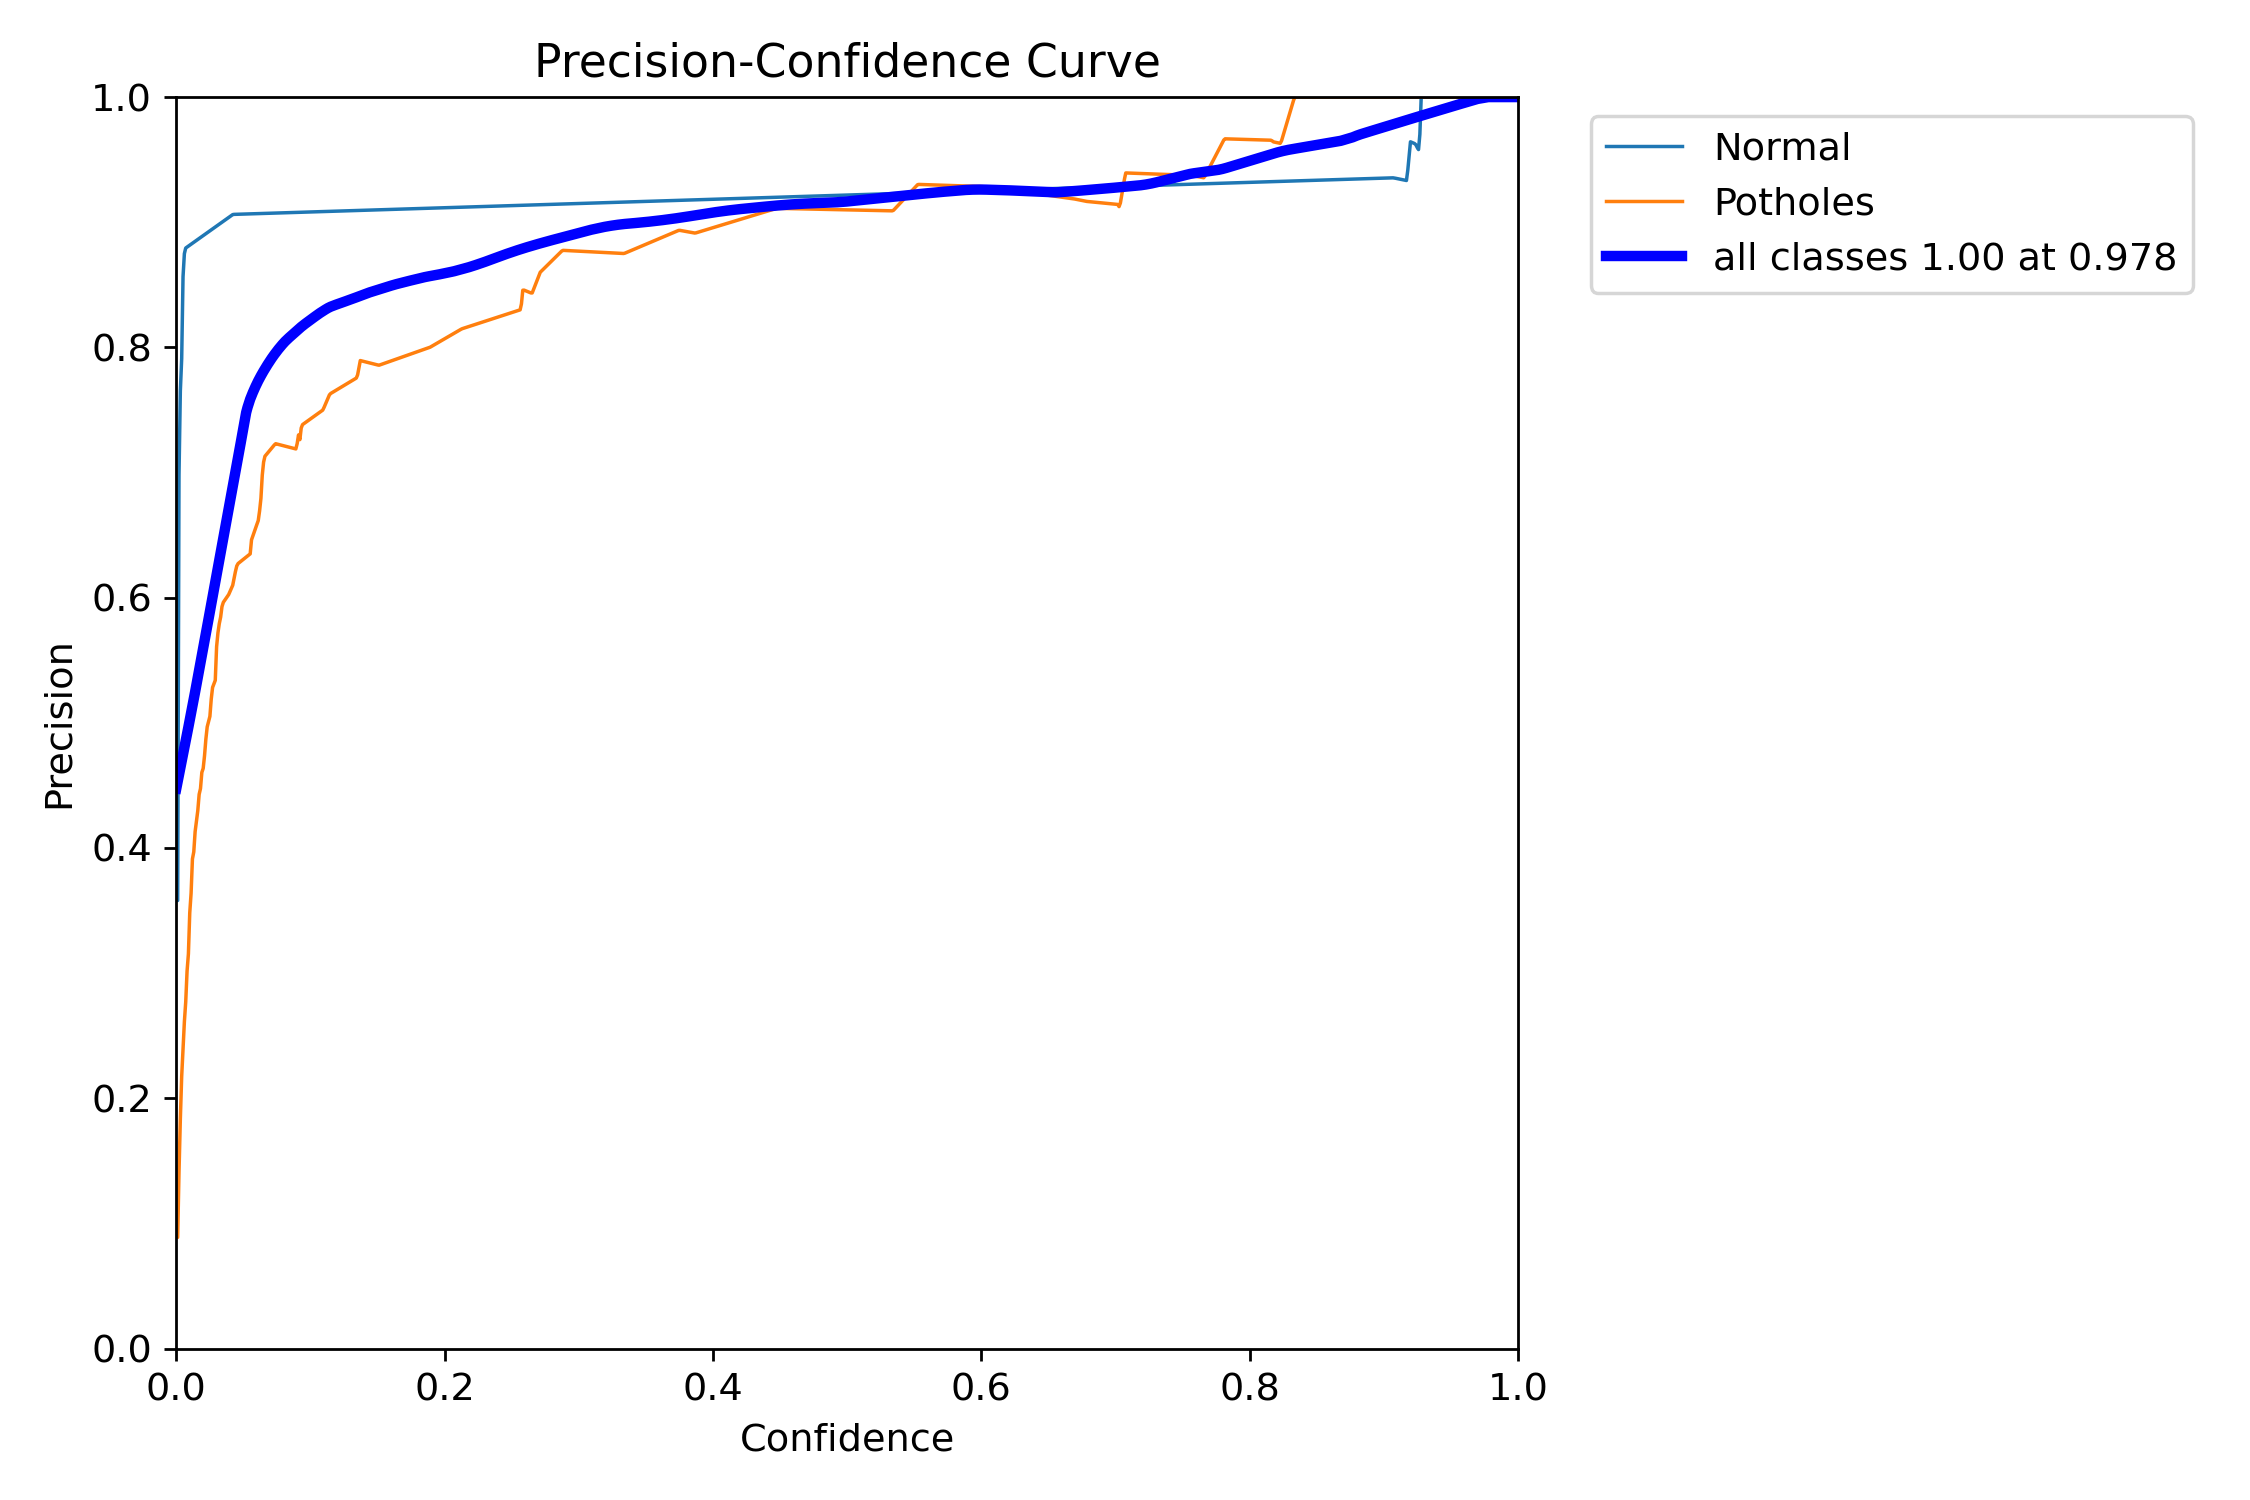 Precision-Confidence Curve
1.0
0.8
0.6
0.4
0.2
0.0
Precision
0.0 0.2 0.4 0.6 0.8 1.0
Confidence
Normal
Potholes
all classes 1.00 at 0.978